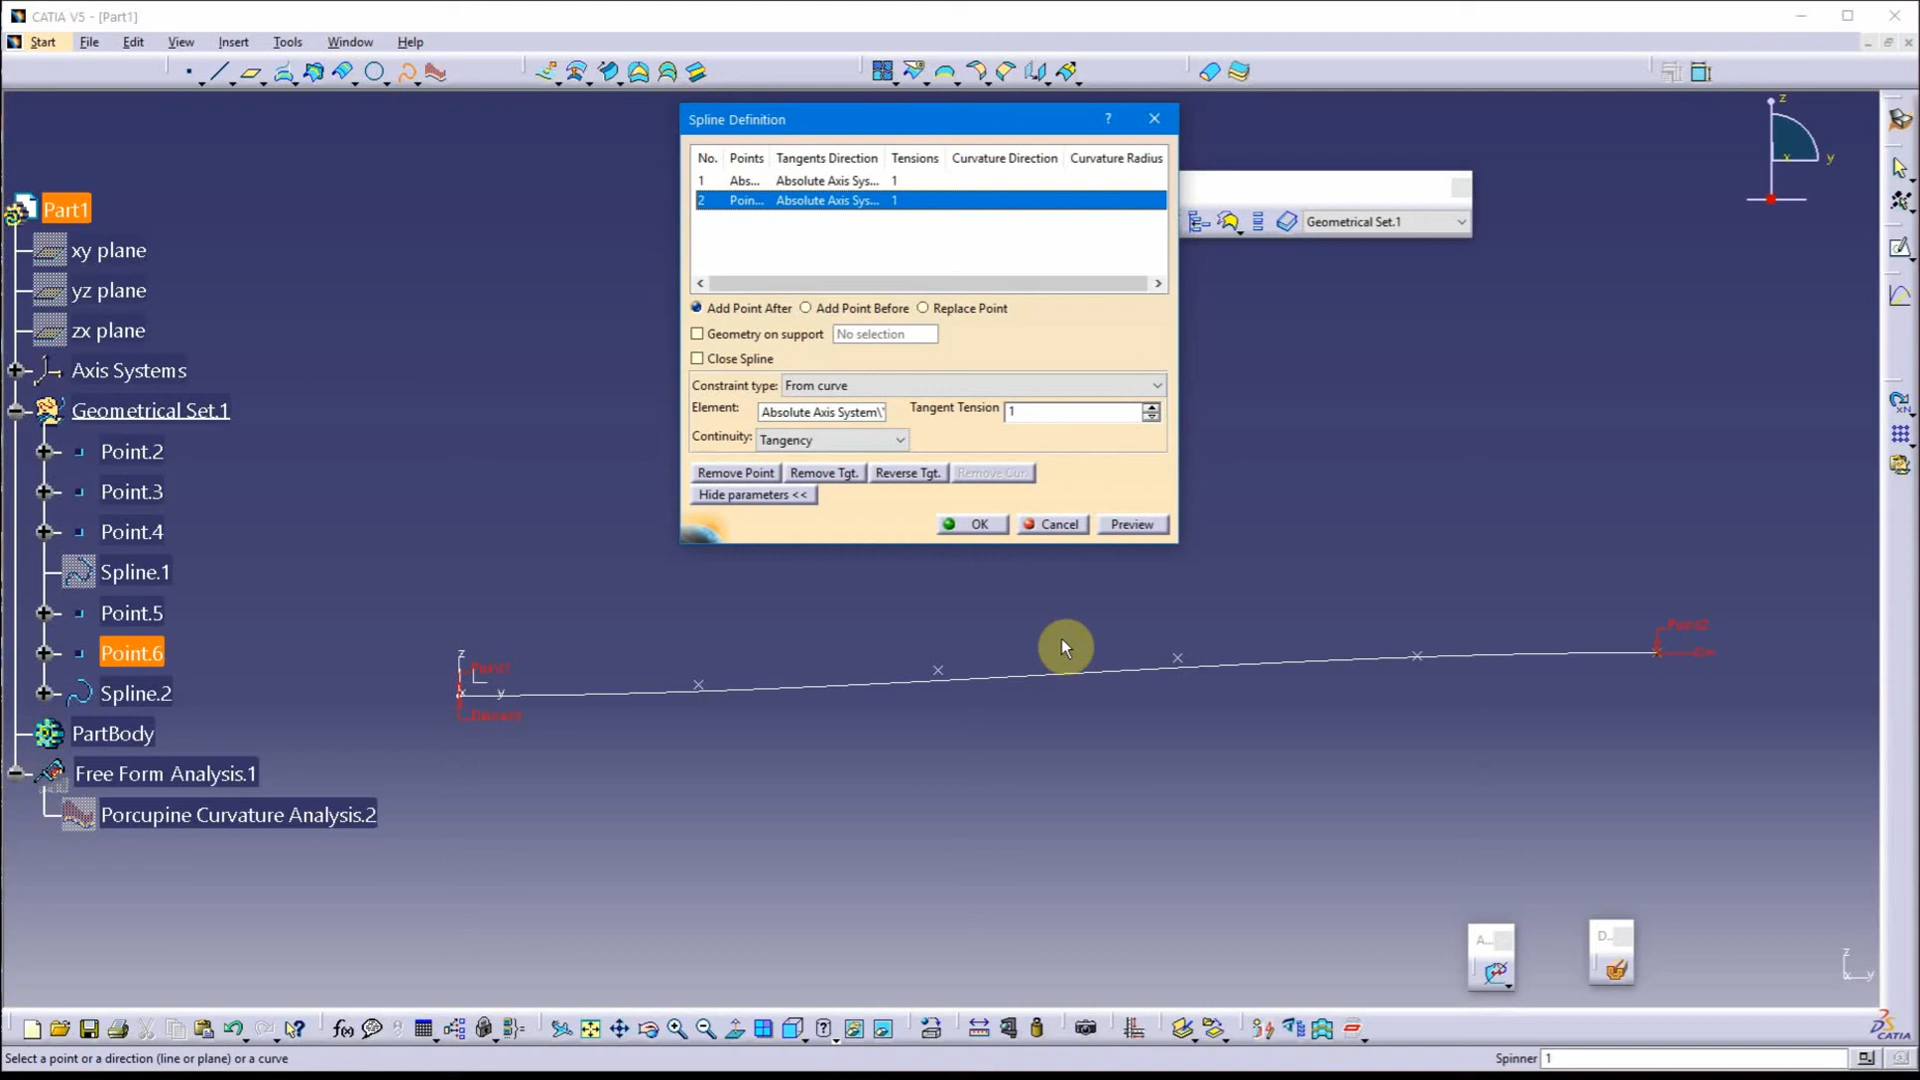 CATIA V5 - [Part1]
Start File Edit View Insert Tools Window Help
Spline Definition ?
No. Points Tangents Direction Tensions Curvature Direction Curvature Radius
1 Abs... Absolute Axis Sys... 1
2 Poin... Absolute Axis Sys... 1
Add Point After Add Point Before Replace Point
Geometry on support No selection
Close Spline
Constraint type: From curve
Element: Absolute Axis System\ Tangent Tension 1
Continuity: Tangency
Remove Point Remove Tgt. Reverse Tgt. Remove Cur.
Hide parameters <<
OK Cancel Preview
Geometrical Set.1
z
x y
Part1
xy plane
yz plane
zx plane
Axis Systems
Geometrical Set.1
Point.2
Point.3
Point.4
Spline.1
Point.5
Point.6
Spline.2
PartBody
Free Form Analysis.1
Porcupine Curvature Analysis.2
z
Point1
x y
Point2
A...
D...
z
x y
CATIA
Select a point or a direction (line or plane) or a curve
Spinner 1